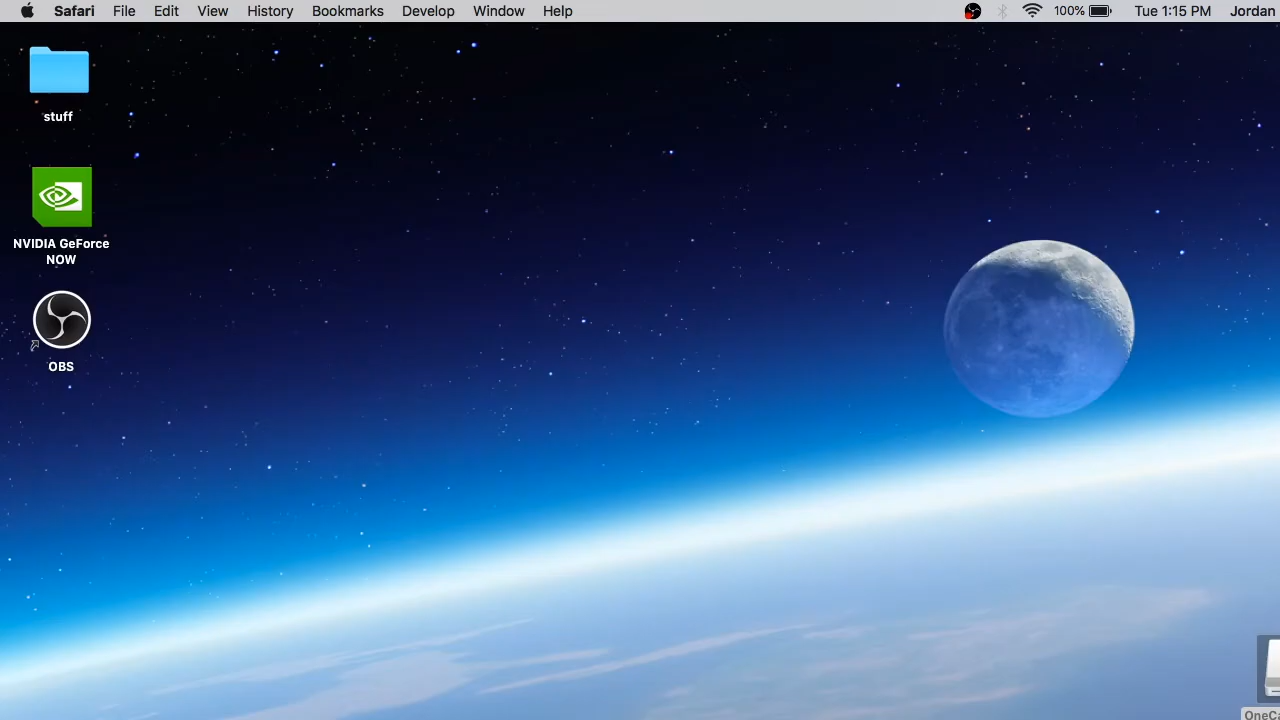 Safari File Edit View History Bookmarks Develop Window Help 100% Tue 1:15 PM Jordan
stuff
NVIDIA GeForce
NOW
OBS
OneCa